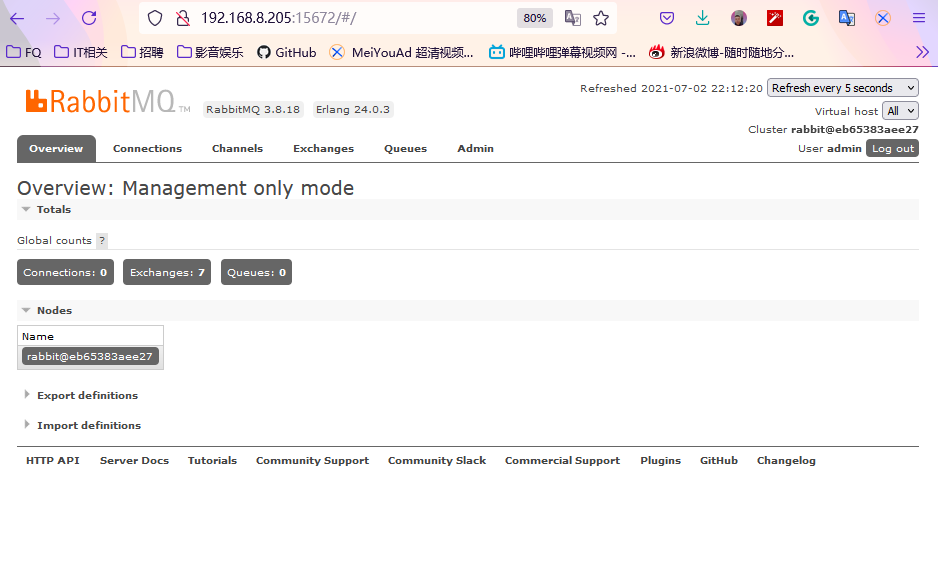 192.168.8.205:15672/#/ 80%
FQ IT相关 招聘 影音娱乐 GitHub MeiYouAd 超清视频... 哔哩哔哩弹幕视频网 -... 新浪微博-随时随地分...
Refreshed 2021-07-02 22:12:20 Refresh every 5 seconds
RabbitMQ TM RabbitMQ 3.8.18 Erlang 24.0.3
Virtual host All
Cluster rabbit@eb65383aee27
Overview Connections Channels Exchanges Queues Admin
User admin Log out
Overview: Management only mode
Totals
Global counts ?
Connections: 0 Exchanges: 7 Queues: 0
Nodes
Name
rabbit@eb65383aee27
Export definitions
Import definitions
HTTP API Server Docs Tutorials Community Support Community Slack Commercial Support Plugins GitHub Changelog